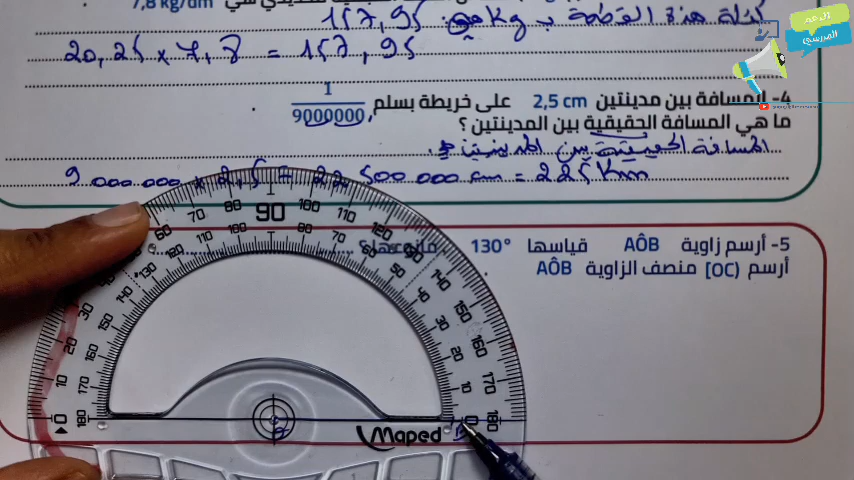 7,8 kg/dm
كتلة هذه القطعة ب Kg هي: 157,95
20,25 x 7,8 = 157,95
الدعم
المدرسي
4- المسافة بين مدينتين 2,5 cm على خريطة بسلم 1/9000000،
ما هي المسافة الحقيقية بين المدينتين ؟
المسافة الحقيقية بين المدينتين هي:
9 000 000 x 2,5 = 22 500 000 cm = 225 Km
5- أرسم زاوية AÔB قياسها 130° مانوعها؟
أرسم [OC) منصف الزاوية AÔB
90
Maped